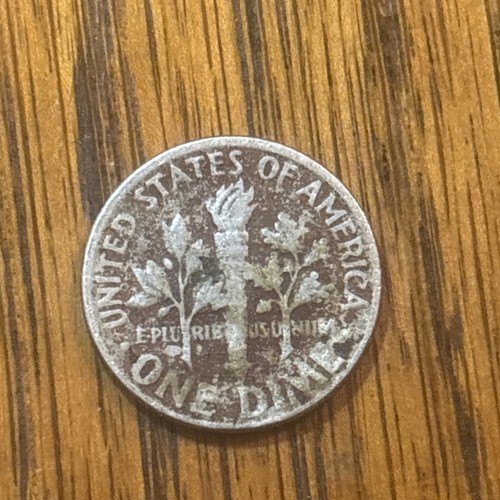 UNITED STATES OF AMERICA
E·PLURIBUS·UNUM
ONE DIME